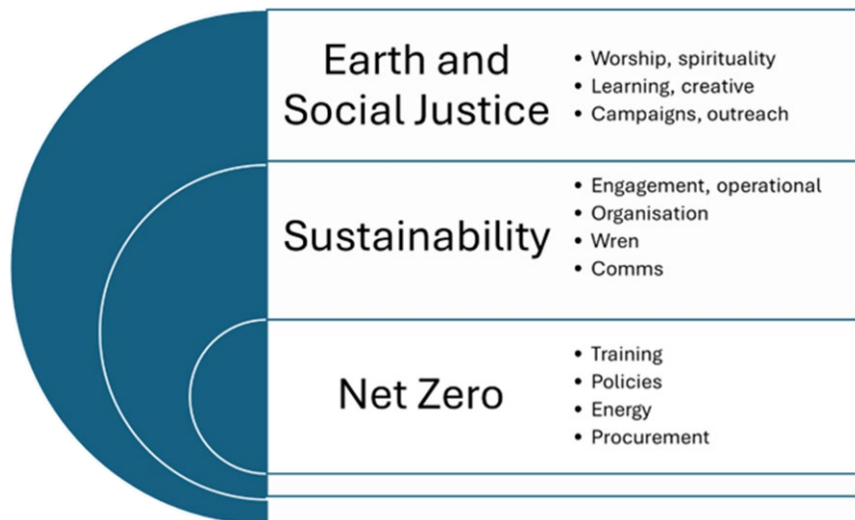 Earth and
Social Justice
• Worship, spirituality
• Learning, creative
• Campaigns, outreach
Sustainability
• Engagement, operational
• Organisation
• Wren
• Comms
Net Zero
• Training
• Policies
• Energy
• Procurement